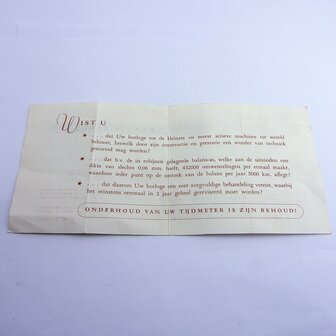 WIST U
★ . . . . dat Uw horloge tot de kleinste en meest actieve machines ter wereld
behoort, hetwelk door zijn constructie en prestatie een wonder van techniek
genoemd mag worden?
★ . . . . dat b.v. de in robijnen gelagerde balans-as, welke aan de uiteinden een
dikte van slechts 0,06 mm. heeft, 432000 omwentelingen per etmaal maakt,
waardoor ieder punt op de omtrek van de balans per jaar 5000 km. aflegt?
★ . . . . dat daarom Uw horloge een zeer zorgvuldige behandeling vereist, waarbij
het minstens eenmaal in 2 jaar geheel gereviseerd moet worden?
ONDERHOUD VAN UW TIJDMETER IS ZIJN BEHOUD!